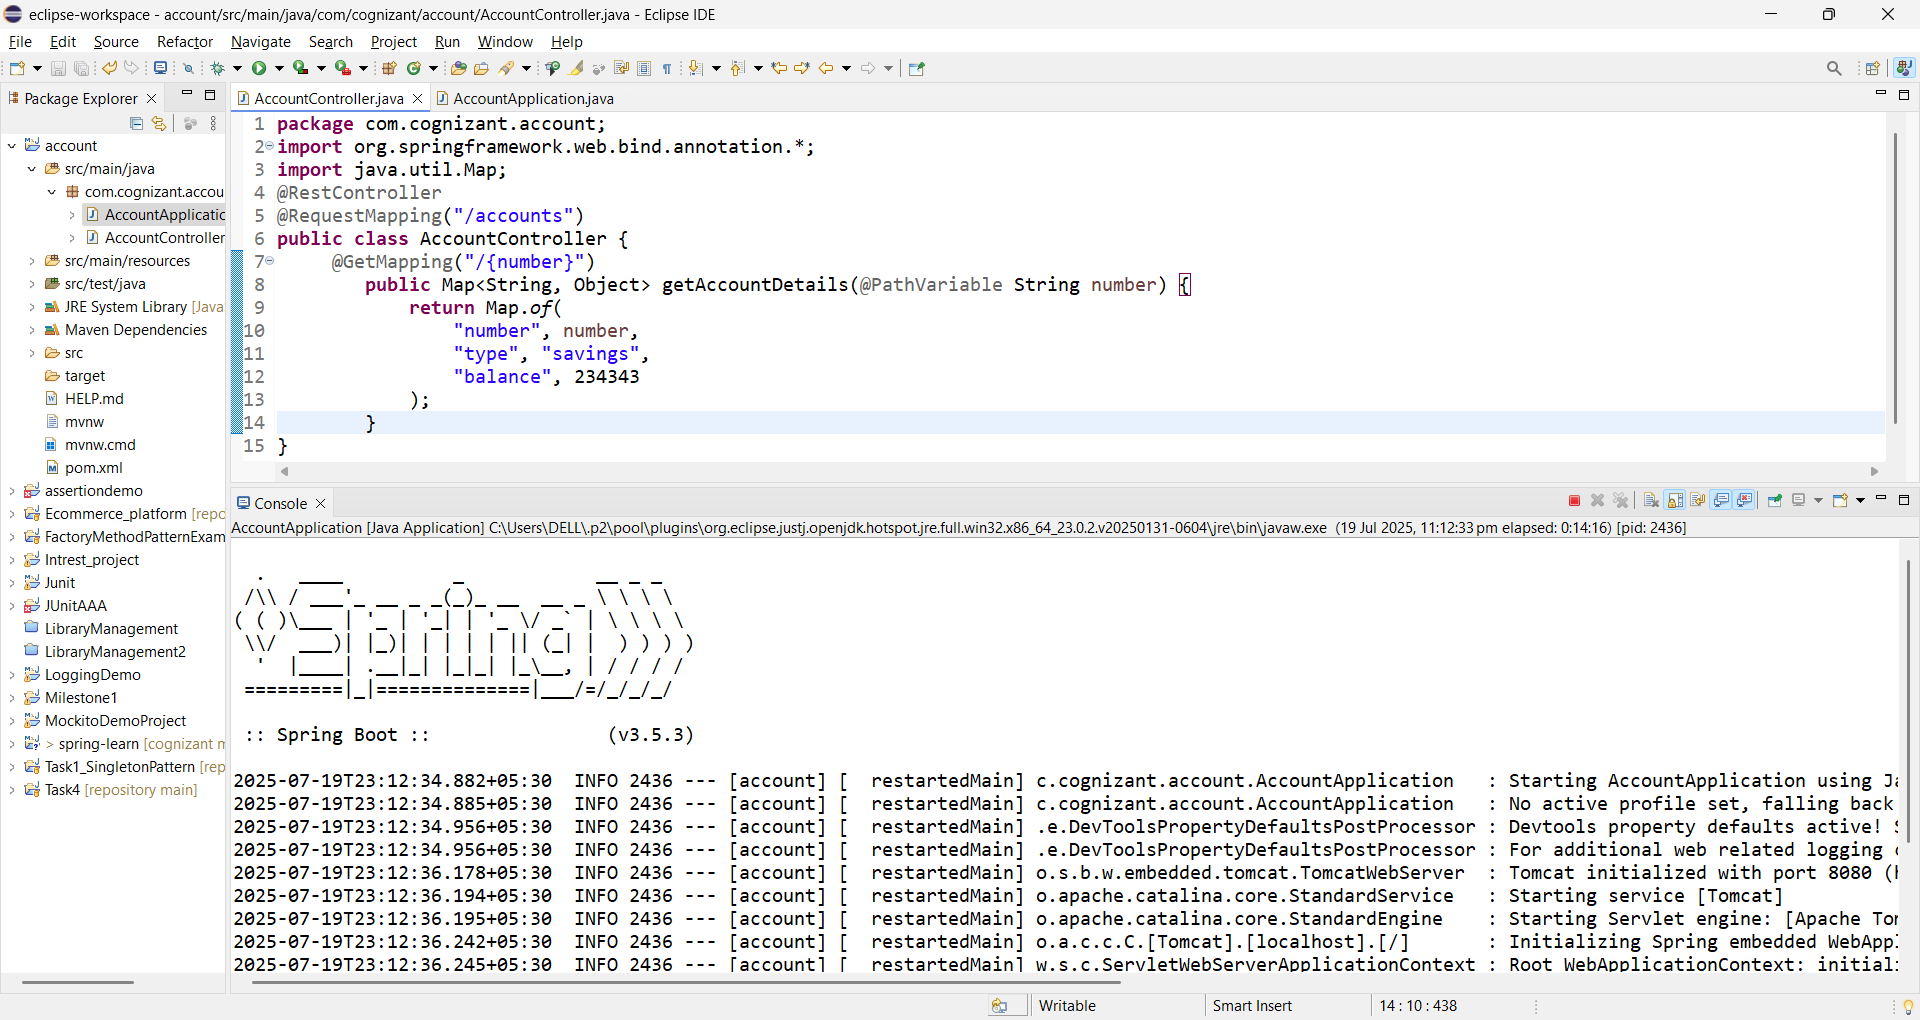 eclipse-workspace - account/src/main/java/com/cognizant/account/AccountController.java - Eclipse IDE
File Edit Source Refactor Navigate Search Project Run Window Help
Package Explorer
account
src/main/java
com.cognizant.accou
AccountApplicatic
AccountController
src/main/resources
src/test/java
JRE System Library [Java
Maven Dependencies
src
target
HELP.md
mvnw
mvnw.cmd
pom.xml
assertiondemo
Ecommerce_platform [repo
FactoryMethodPatternExam
Intrest_project
Junit
JUnitAAA
LibraryManagement
LibraryManagement2
LoggingDemo
Milestone1
MockitoDemoProject
> spring-learn [cognizant n
Task1_SingletonPattern [rep
Task4 [repository main]
AccountController.java AccountApplication.java
1 package com.cognizant.account;
2 import org.springframework.web.bind.annotation.*;
3 import java.util.Map;
4 @RestController
5 @RequestMapping("/accounts")
6 public class AccountController {
7 @GetMapping("/{number}")
8 public Map<String, Object> getAccountDetails(@PathVariable String number) {
9 return Map.of(
10 "number", number,
11 "type", "savings",
12 "balance", 234343
13 );
14 }
15 }
Console
AccountApplication [Java Application] C:\Users\DELL\.p2\pool\plugins\org.eclipse.justj.openjdk.hotspot.jre.full.win32.x86_64_23.0.2.v20250131-0604\jre\bin\javaw.exe (19 Jul 2025, 11:12:33 pm elapsed: 0:14:16) [pid: 2436]
Spring
:: Spring Boot :: (v3.5.3)
2025-07-19T23:12:34.882+05:30 INFO 2436 --- [account] [ restartedMain] c.cognizant.account.AccountApplication : Starting AccountApplication using Ja
2025-07-19T23:12:34.885+05:30 INFO 2436 --- [account] [ restartedMain] c.cognizant.account.AccountApplication : No active profile set, falling back
2025-07-19T23:12:34.956+05:30 INFO 2436 --- [account] [ restartedMain] .e.DevToolsPropertyDefaultsPostProcessor : Devtools property defaults active! S
2025-07-19T23:12:34.956+05:30 INFO 2436 --- [account] [ restartedMain] .e.DevToolsPropertyDefaultsPostProcessor : For additional web related logging
2025-07-19T23:12:36.178+05:30 INFO 2436 --- [account] [ restartedMain] o.s.b.w.embedded.tomcat.TomcatWebServer : Tomcat initialized with port 8080 (h
2025-07-19T23:12:36.194+05:30 INFO 2436 --- [account] [ restartedMain] o.apache.catalina.core.StandardService : Starting service [Tomcat]
2025-07-19T23:12:36.195+05:30 INFO 2436 --- [account] [ restartedMain] o.apache.catalina.core.StandardEngine : Starting Servlet engine: [Apache Tom
2025-07-19T23:12:36.242+05:30 INFO 2436 --- [account] [ restartedMain] o.a.c.c.C.[Tomcat].[localhost].[/] : Initializing Spring embedded WebAppl
2025-07-19T23:12:36.245+05:30 INFO 2436 --- [account] [ restartedMain] w.s.c.ServletWebServerApplicationContext : Root WebApplicationContext: initiali
Writable Smart Insert 14 : 10 : 438